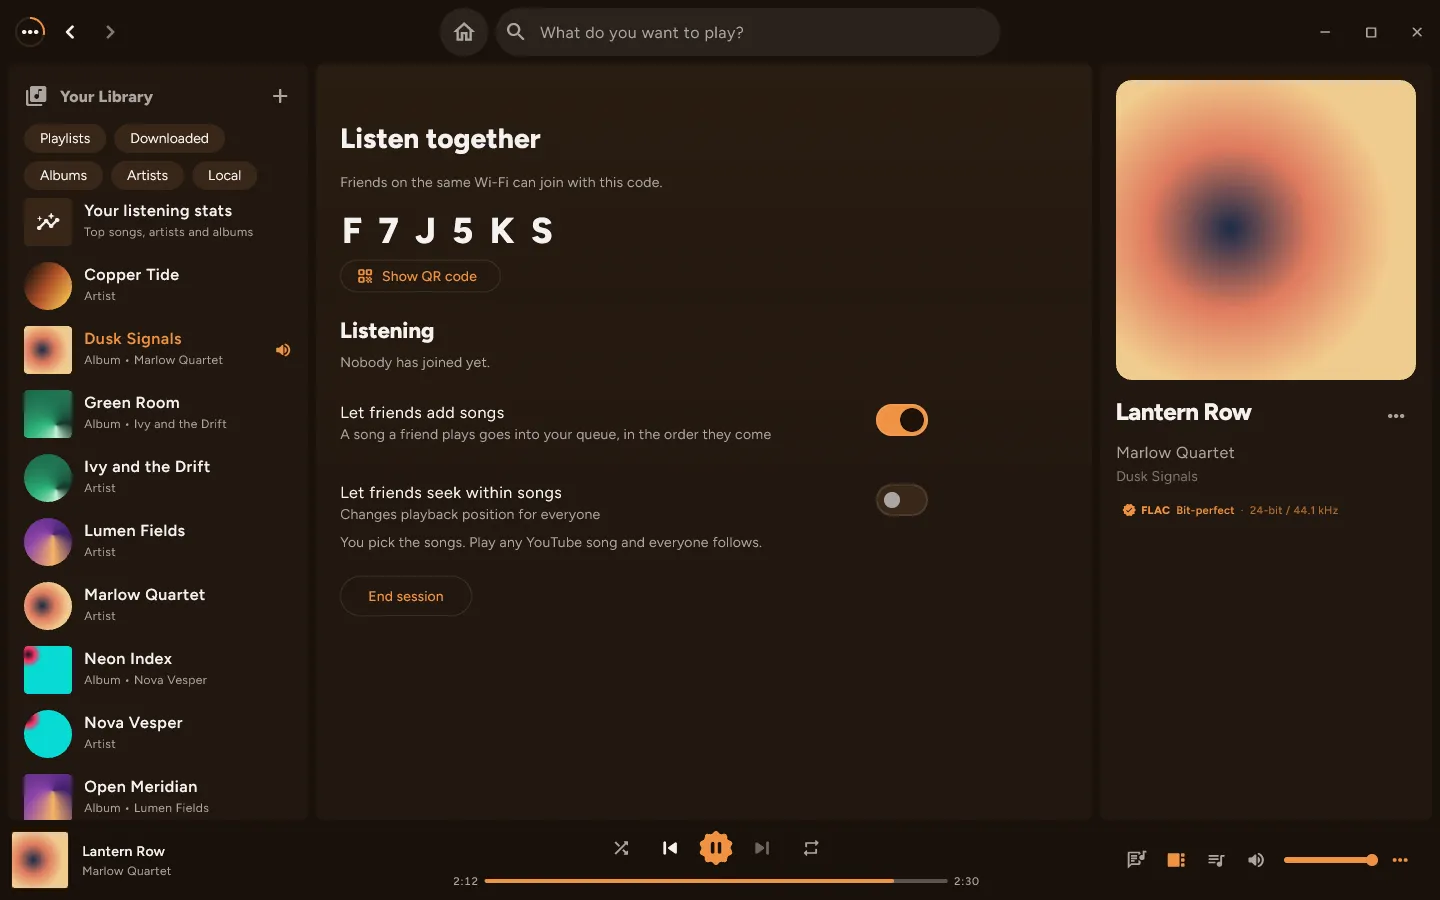 What do you want to play?
Your Library
Playlists
Downloaded
Albums
Artists
Local
Your listening stats
Top songs, artists and albums
Copper Tide
Artist
Dusk Signals
Album • Marlow Quartet
Green Room
Album • Ivy and the Drift
Ivy and the Drift
Artist
Lumen Fields
Artist
Marlow Quartet
Artist
Neon Index
Album • Nova Vesper
Nova Vesper
Artist
Open Meridian
Album • Lumen Fields
Listen together
Friends on the same Wi-Fi can join with this code.
F 7 J 5 K S
Show QR code
Listening
Nobody has joined yet.
Let friends add songs
A song a friend plays goes into your queue, in the order they come
Let friends seek within songs
Changes playback position for everyone
You pick the songs. Play any YouTube song and everyone follows.
End session
Lantern Row
Marlow Quartet
Dusk Signals
FLAC Bit-perfect · 24-bit / 44.1 kHz
Lantern Row
Marlow Quartet
2:12
2:30